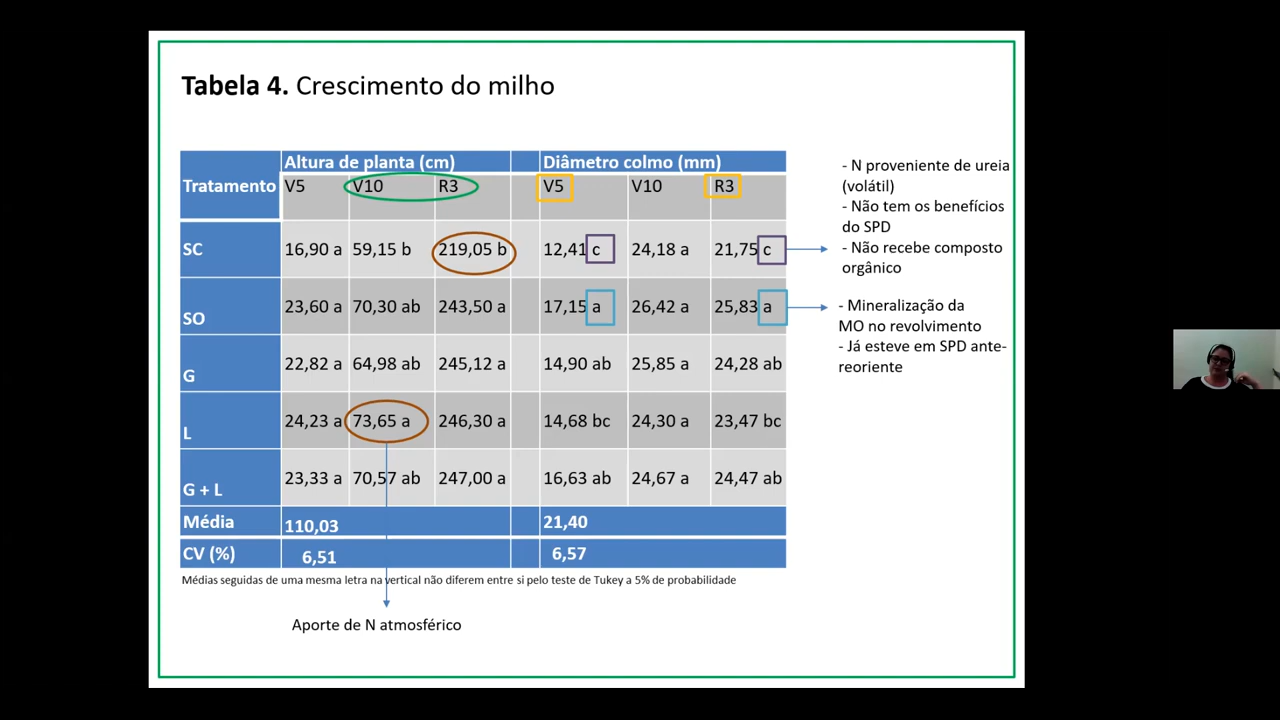 Tabela 4. Crescimento do milho
Tratamento Altura de planta (cm) Diâmetro colmo (mm)
V5 V10 R3 V5 V10 R3
SC 16,90 a 59,15 b 219,05 b 12,41 c 24,18 a 21,75 c
SO 23,60 a 70,30 ab 243,50 a 17,15 a 26,42 a 25,83 a
G 22,82 a 64,98 ab 245,12 a 14,90 ab 25,85 a 24,28 ab
L 24,23 a 73,65 a 246,30 a 14,68 bc 24,30 a 23,47 bc
G + L 23,33 a 70,57 ab 247,00 a 16,63 ab 24,67 a 24,47 ab
Média 110,03 21,40
CV (%) 6,51 6,57
Médias seguidas de uma mesma letra na vertical não diferem entre si pelo teste de Tukey a 5% de probabilidade
Aporte de N atmosférico
- N proveniente de ureia
(volátil)
- Não tem os benefícios
do SPD
- Não recebe composto
orgânico
- Mineralização da
MO no revolvimento
- Já esteve em SPD ante-
reoriente